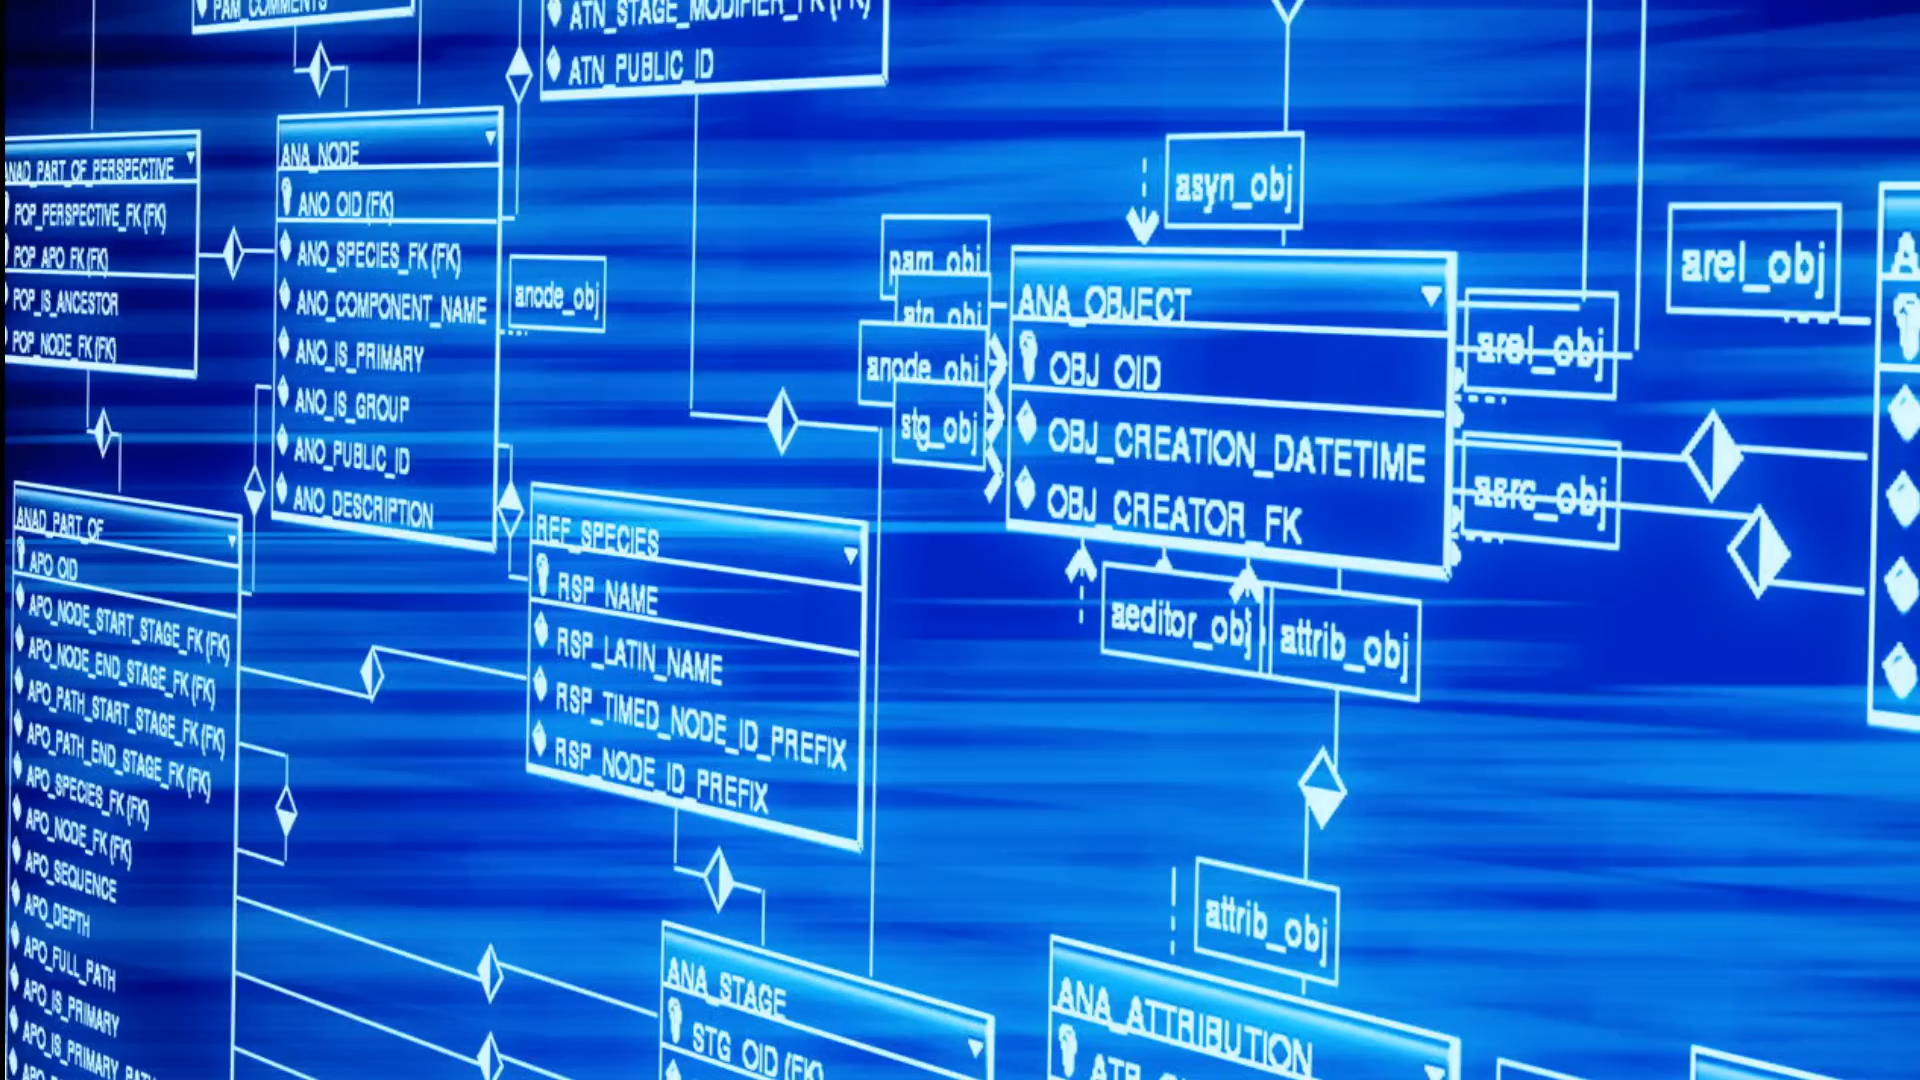 PAM_COMMENTS
ATN_STAGE_MODIFIER_FK (FK)
ATN_PUBLIC_ID
ANAD_PART_OF_PERSPECTIVE
POP_PERSPECTIVE_FK (FK)
POP_APO_FK (FK)
POP_IS_ANCESTOR
POP_NODE_FK (FK)
ANA_NODE
ANO_OID (FK)
ANO_SPECIES_FK (FK)
ANO_COMPONENT_NAME
ANO_IS_PRIMARY
ANO_IS_GROUP
ANO_PUBLIC_ID
ANO_DESCRIPTION
anode_obj
asyn_obj
pam_obj
atn_obj
anode_obj
stg_obj
ANA_OBJECT
OBJ_OID
OBJ_CREATION_DATETIME
OBJ_CREATOR_FK
arel_obj
arel_obj
asrc_obj
aeditor_obj
attrib_obj
ANAD_PART_OF
APO_OID
APO_NODE_START_STAGE_FK (FK)
APO_NODE_END_STAGE_FK (FK)
APO_PATH_START_STAGE_FK (FK)
APO_PATH_END_STAGE_FK (FK)
APO_SPECIES_FK (FK)
APO_NODE_FK (FK)
APO_SEQUENCE
APO_DEPTH
APO_FULL_PATH
APO_IS_PRIMARY
APO_IS_PRIMARY_PATH
REF_SPECIES
RSP_NAME
RSP_LATIN_NAME
RSP_TIMED_NODE_ID_PREFIX
RSP_NODE_ID_PREFIX
attrib_obj
ANA_STAGE
STG_OID (FK)
ANA_ATTRIBUTION